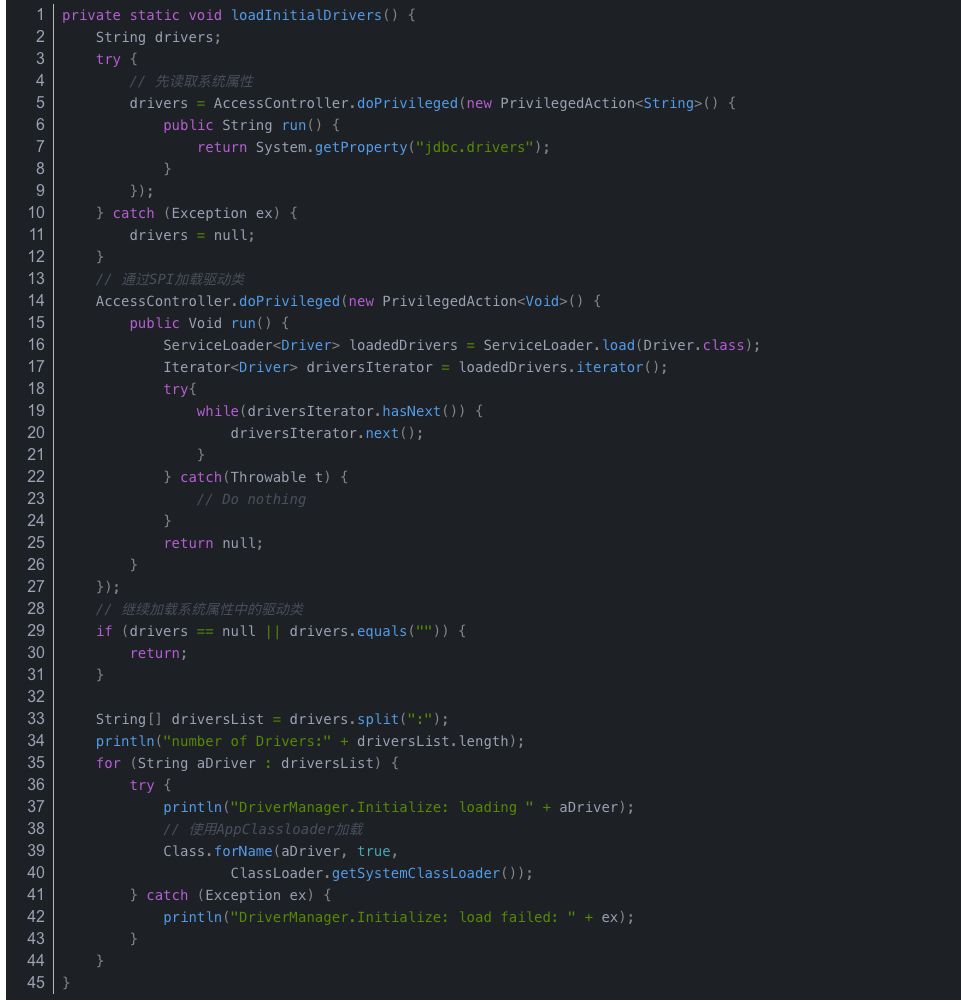 1 private static void loadInitialDrivers() {
2     String drivers;
3     try {
4         // 先读取系统属性
5         drivers = AccessController.doPrivileged(new PrivilegedAction<String>() {
6             public String run() {
7                 return System.getProperty("jdbc.drivers");
8             }
9         });
10     } catch (Exception ex) {
11         drivers = null;
12     }
13     // 通过SPI加载驱动类
14     AccessController.doPrivileged(new PrivilegedAction<Void>() {
15         public Void run() {
16             ServiceLoader<Driver> loadedDrivers = ServiceLoader.load(Driver.class);
17             Iterator<Driver> driversIterator = loadedDrivers.iterator();
18             try{
19                 while(driversIterator.hasNext()) {
20                     driversIterator.next();
21                 }
22             } catch(Throwable t) {
23                 // Do nothing
24             }
25             return null;
26         }
27     });
28     // 继续加载系统属性中的驱动类
29     if (drivers == null || drivers.equals("")) {
30         return;
31     }
32
33     String[] driversList = drivers.split(":");
34     println("number of Drivers:" + driversList.length);
35     for (String aDriver : driversList) {
36         try {
37             println("DriverManager.Initialize: loading " + aDriver);
38             // 使用AppClassloader加载
39             Class.forName(aDriver, true,
40                     ClassLoader.getSystemClassLoader());
41         } catch (Exception ex) {
42             println("DriverManager.Initialize: load failed: " + ex);
43         }
44     }
45 }